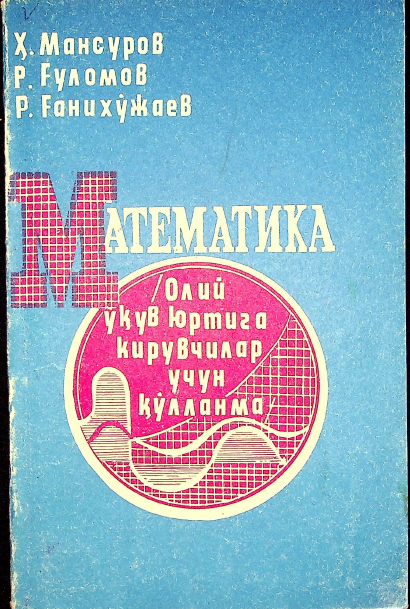 Ҳ. Мансуров
Р. Ғуломов
Р. Ғанихўжаев
МАТЕМАТИКА
Олий
ўқув юртига
кирувчилар
учун
қўлланма